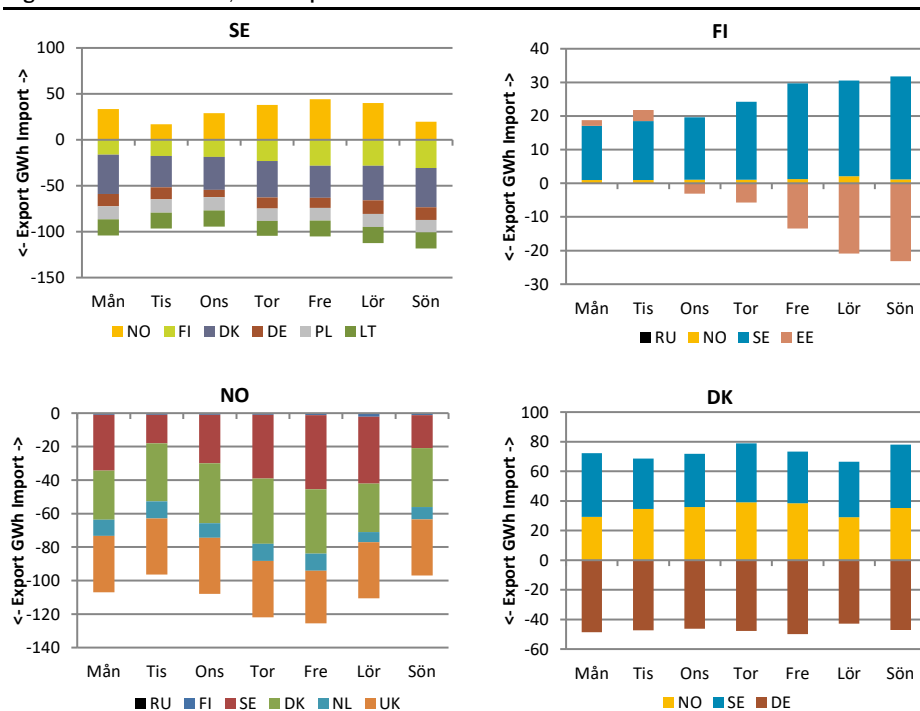 SE
100
50
0
-50
-100
-150
<- Export GWh Import ->
Mån Tis Ons Tor Fre Lör Sön
NO FI DK DE PL LT
FI
40
30
20
10
0
-10
-20
-30
<- Export GWh Import ->
Mån Tis Ons Tor Fre Lör Sön
RU NO SE EE
NO
0
-20
-40
-60
-80
-100
-120
-140
<- Export GWh Import ->
Mån Tis Ons Tor Fre Lör Sön
RU FI SE DK NL UK
DK
100
80
60
40
20
0
-20
-40
-60
<- Export GWh Import ->
Mån Tis Ons Tor Fre Lör Sön
NO SE DE